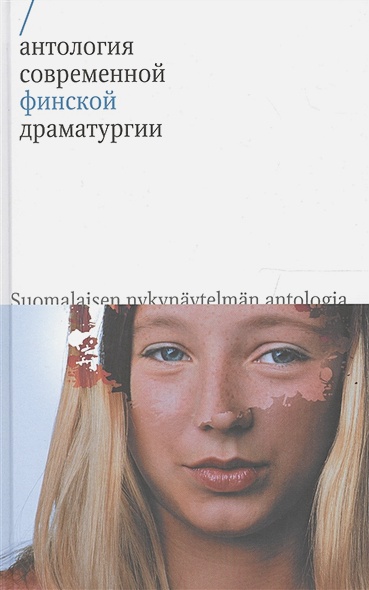 /
антология
современной
финской
драматургии
Suomalaisen nykynäytelmän antologia